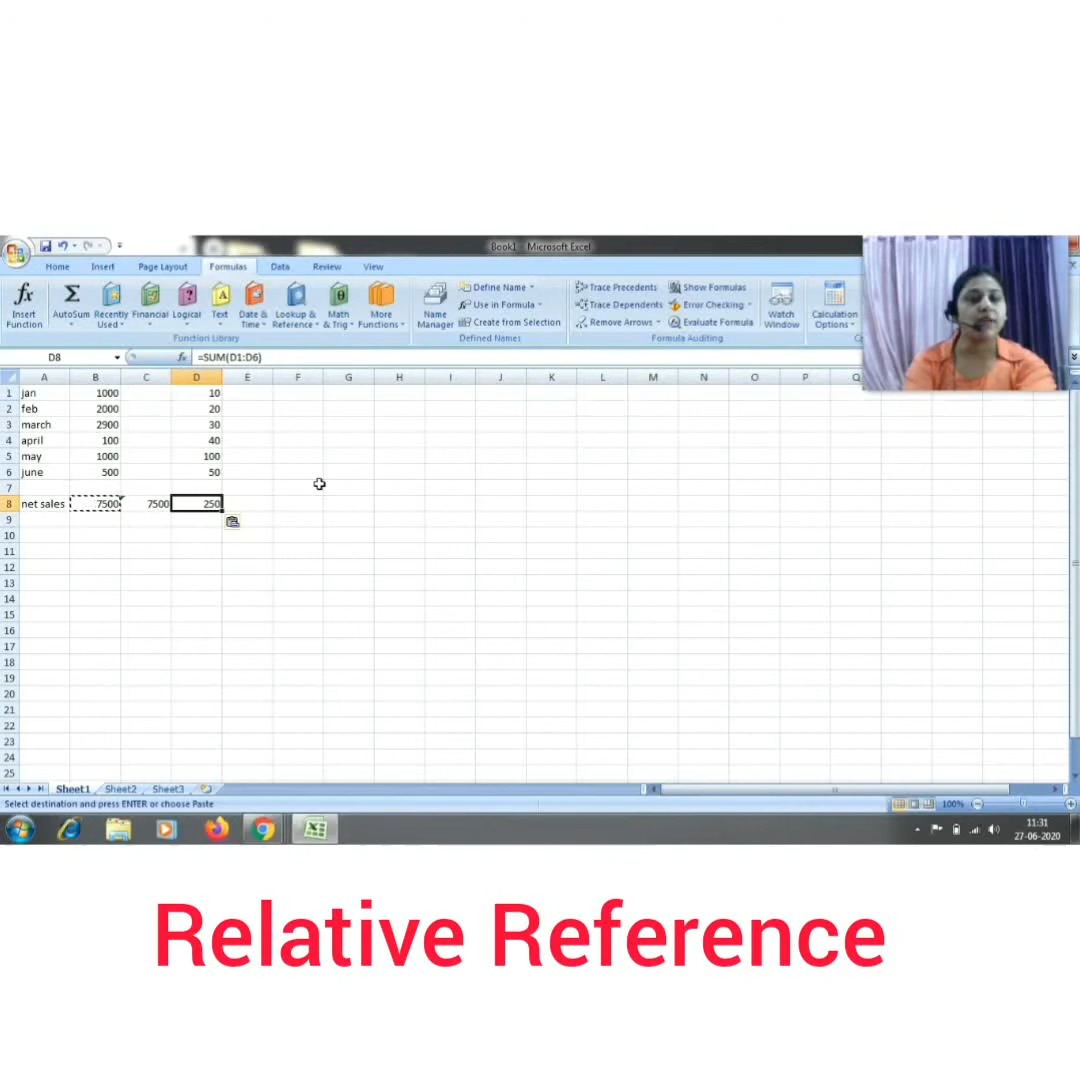 Book1 - Microsoft Excel
Home Insert Page Layout Formulas Data Review View
fx Σ
Insert Function AutoSum Recently Used Financial Logical Text Date & Time Lookup & Reference Math & Trig More Functions
Function Library
Name Manager Define Name Use in Formula Create from Selection
Defined Names
Trace Precedents Show Formulas
Trace Dependents Error Checking
Remove Arrows Evaluate Formula
Formula Auditing
Watch Window Calculation Options
D8 fx =SUM(D1:D6)
A B C D E F G H I J K L M N O P Q
1 jan 1000 10
2 feb 2000 20
3 march 2900 30
4 april 100 40
5 may 1000 100
6 june 500 50
7
8 net sales 7500 7500 250
9
10
11
12
13
14
15
16
17
18
19
20
21
22
23
24
25
Sheet1 Sheet2 Sheet3
Select destination and press ENTER or choose Paste 100%
11:31
27-06-2020
Relative Reference